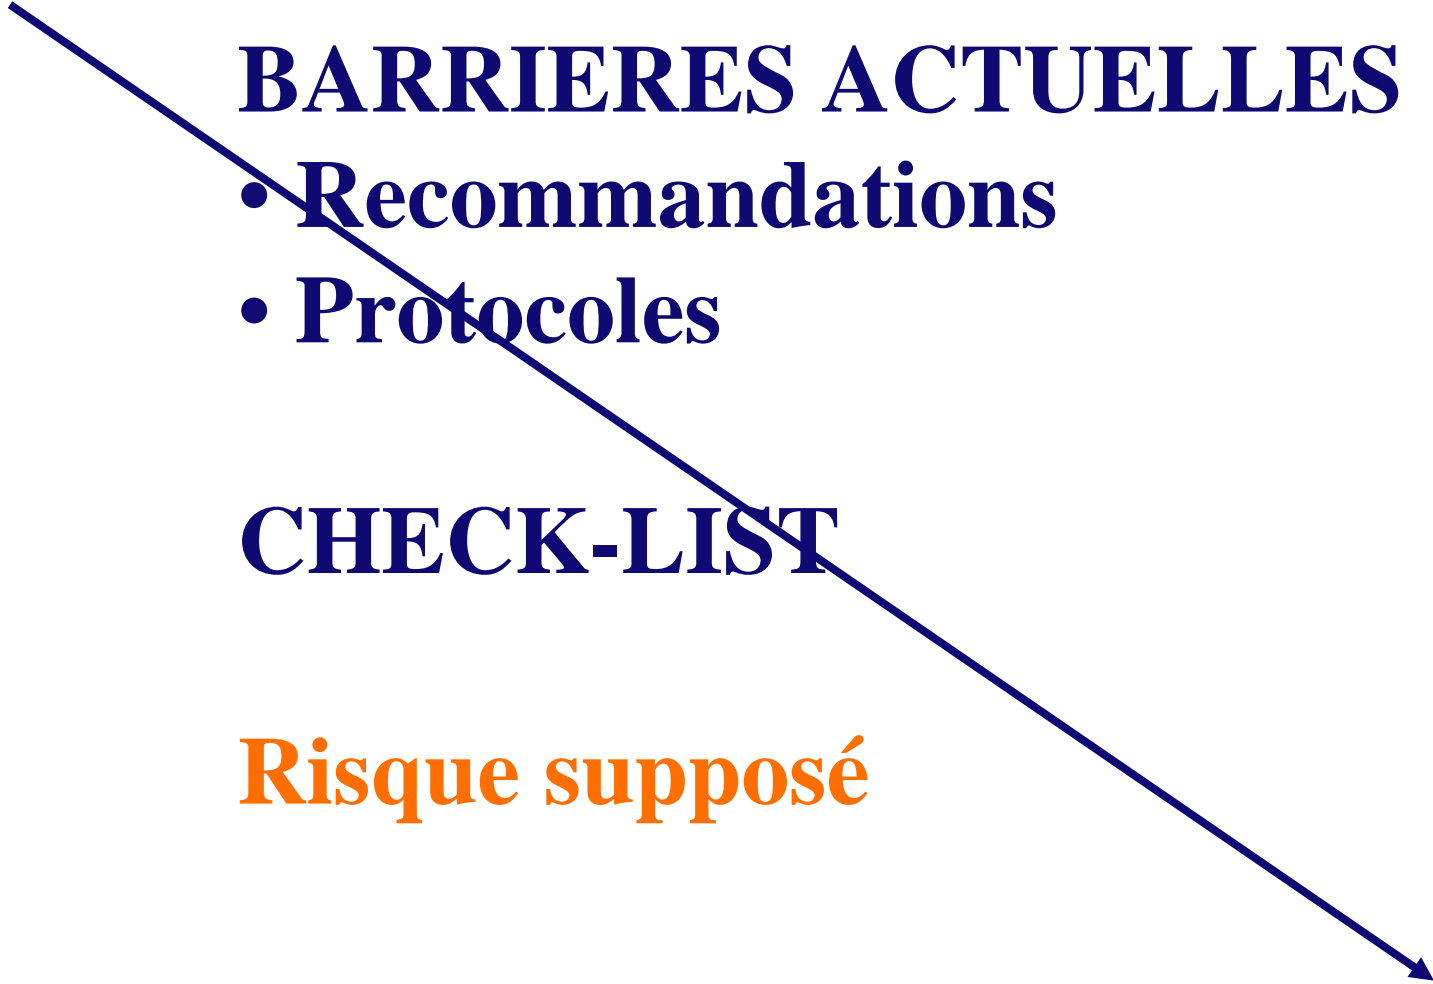 BARRIERES ACTUELLES
• Recommandations
• Protocoles
CHECK-LIST
Risque supposé